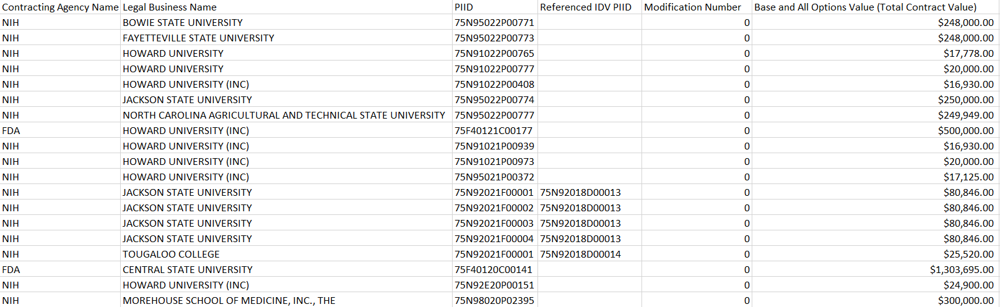 Contracting Agency Name Legal Business Name PIID Referenced IDV PIID Modification Number Base and All Options Value (Total Contract Value)
NIH BOWIE STATE UNIVERSITY 75N95022P00771 0 $248,000.00
NIH FAYETTEVILLE STATE UNIVERSITY 75N95022P00773 0 $248,000.00
NIH HOWARD UNIVERSITY 75N91022P00765 0 $17,778.00
NIH HOWARD UNIVERSITY 75N91022P00777 0 $20,000.00
NIH HOWARD UNIVERSITY (INC) 75N91022P00408 0 $16,930.00
NIH JACKSON STATE UNIVERSITY 75N95022P00774 0 $250,000.00
NIH NORTH CAROLINA AGRICULTURAL AND TECHNICAL STATE UNIVERSITY 75N95022P00777 0 $249,949.00
FDA HOWARD UNIVERSITY (INC) 75F40121C00177 0 $500,000.00
NIH HOWARD UNIVERSITY (INC) 75N91021P00939 0 $16,930.00
NIH HOWARD UNIVERSITY (INC) 75N91021P00973 0 $20,000.00
NIH HOWARD UNIVERSITY (INC) 75N95021P00372 0 $17,125.00
NIH JACKSON STATE UNIVERSITY 75N92021F00001 75N92018D00013 0 $80,846.00
NIH JACKSON STATE UNIVERSITY 75N92021F00002 75N92018D00013 0 $80,846.00
NIH JACKSON STATE UNIVERSITY 75N92021F00003 75N92018D00013 0 $80,846.00
NIH JACKSON STATE UNIVERSITY 75N92021F00004 75N92018D00013 0 $80,846.00
NIH TOUGALOO COLLEGE 75N92021F00001 75N92018D00014 0 $25,520.00
FDA CENTRAL STATE UNIVERSITY 75F40120C00141 0 $1,303,695.00
NIH HOWARD UNIVERSITY (INC) 75N92E20P00151 0 $24,900.00
NIH MOREHOUSE SCHOOL OF MEDICINE, INC., THE 75N98020P02395 0 $300,000.00